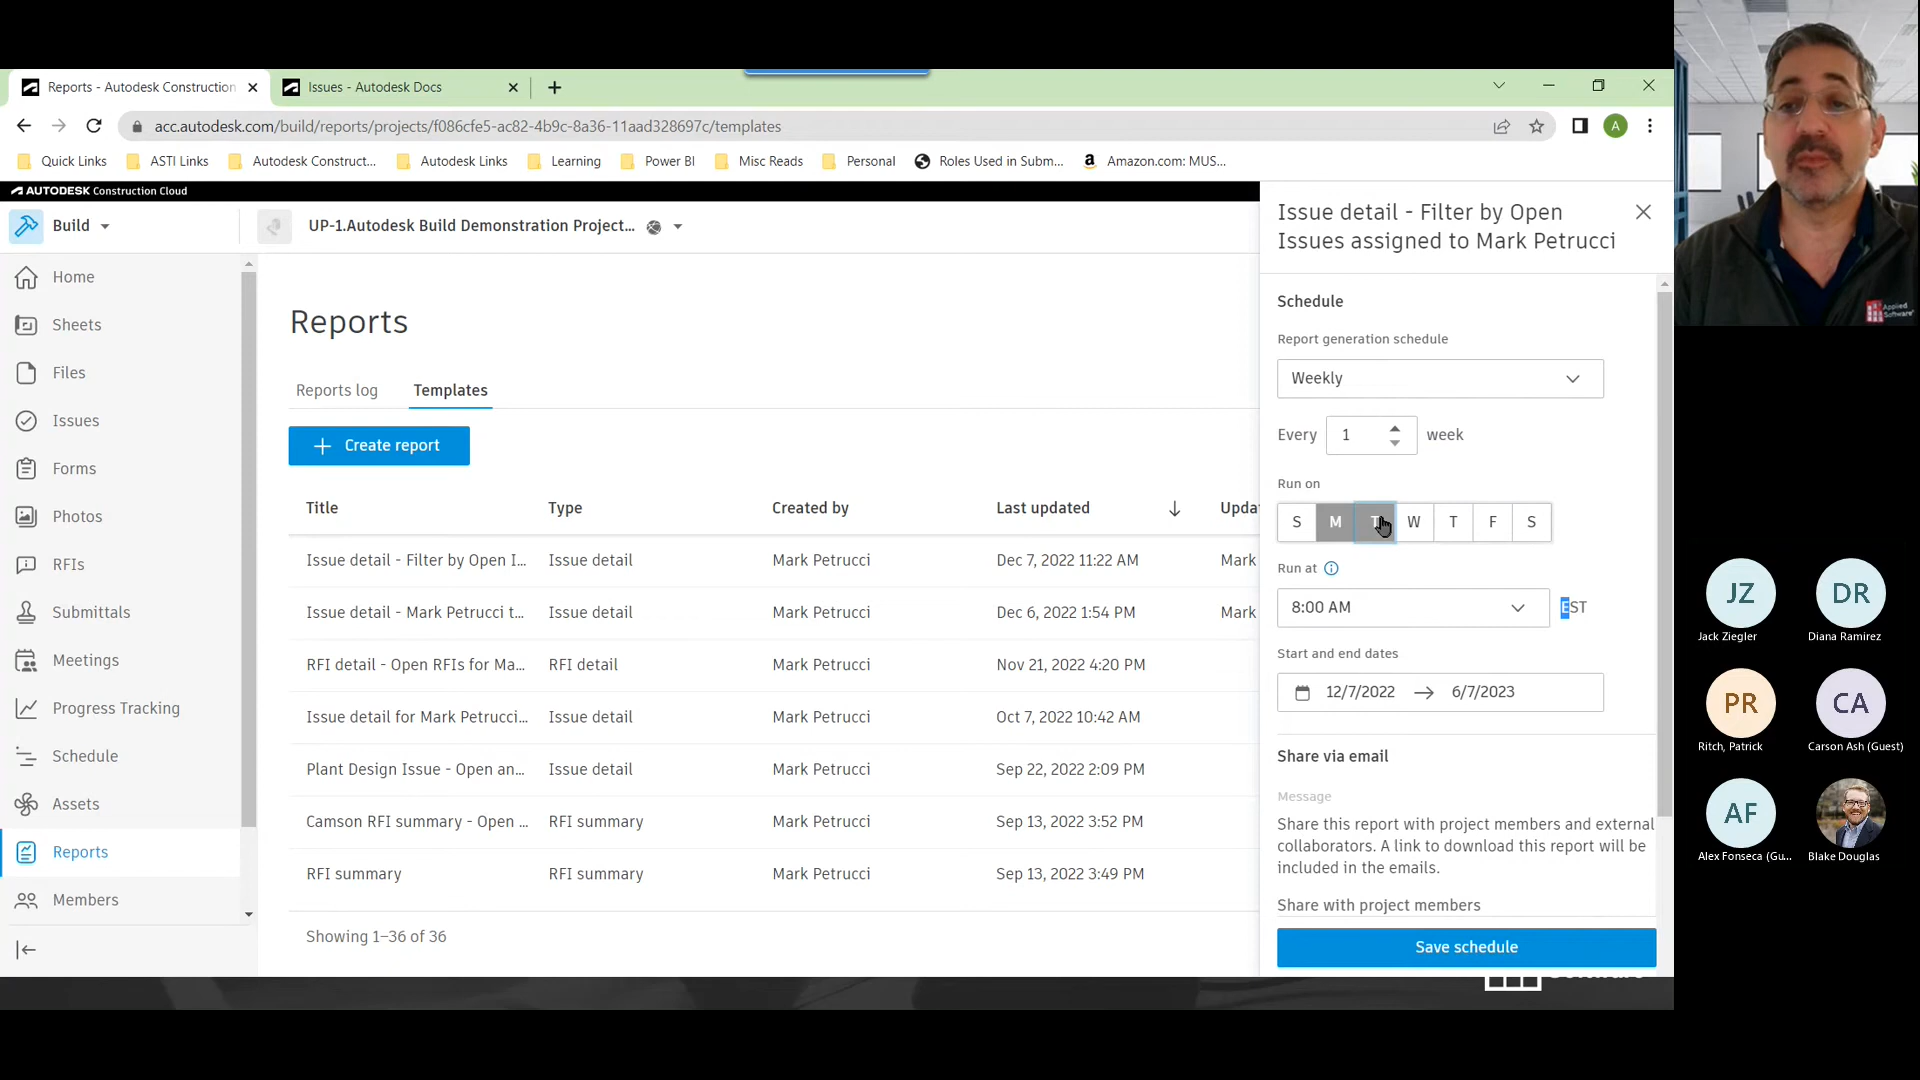 Reports - Autodesk Construction
Issues - Autodesk Docs
acc.autodesk.com/build/reports/projects/f086cfe5-ac82-4b9c-8a36-11aad328697c/templates
A
Quick Links
ASTI Links
Autodesk Construct...
Autodesk Links
Learning
Power BI
Misc Reads
Personal
Roles Used in Subm...
Amazon.com: MUS...
AUTODESK Construction Cloud
Build
UP-1.Autodesk Build Demonstration Project...
Home
Sheets
Files
Issues
Forms
Photos
RFIs
Submittals
Meetings
Progress Tracking
Schedule
Assets
Reports
Members
Reports
Reports log
Templates
Create report
Title Type Created by Last updated Upda
Issue detail - Filter by Open I... Issue detail Mark Petrucci Dec 7, 2022 11:22 AM Mark
Issue detail - Mark Petrucci t... Issue detail Mark Petrucci Dec 6, 2022 1:54 PM Mark
RFI detail - Open RFIs for Ma... RFI detail Mark Petrucci Nov 21, 2022 4:20 PM
Issue detail for Mark Petrucci... Issue detail Mark Petrucci Oct 7, 2022 10:42 AM
Plant Design Issue - Open an... Issue detail Mark Petrucci Sep 22, 2022 2:09 PM
Camson RFI summary - Open ... RFI summary Mark Petrucci Sep 13, 2022 3:52 PM
RFI summary RFI summary Mark Petrucci Sep 13, 2022 3:49 PM
Showing 1–36 of 36
Issue detail - Filter by Open
Issues assigned to Mark Petrucci
Schedule
Report generation schedule
Weekly
Every 1 week
Run on
S M T W T F S
Run at
8:00 AM EST
Start and end dates
12/7/2022 → 6/7/2023
Share via email
Message
Share this report with project members and external
collaborators. A link to download this report will be
included in the emails.
Share with project members
Save schedule
Applied
Software
JZ
Jack Ziegler
DR
Diana Ramirez
PR
Ritch, Patrick
CA
Carson Ash (Guest)
AF
Alex Fonseca (Gu...
Blake Douglas